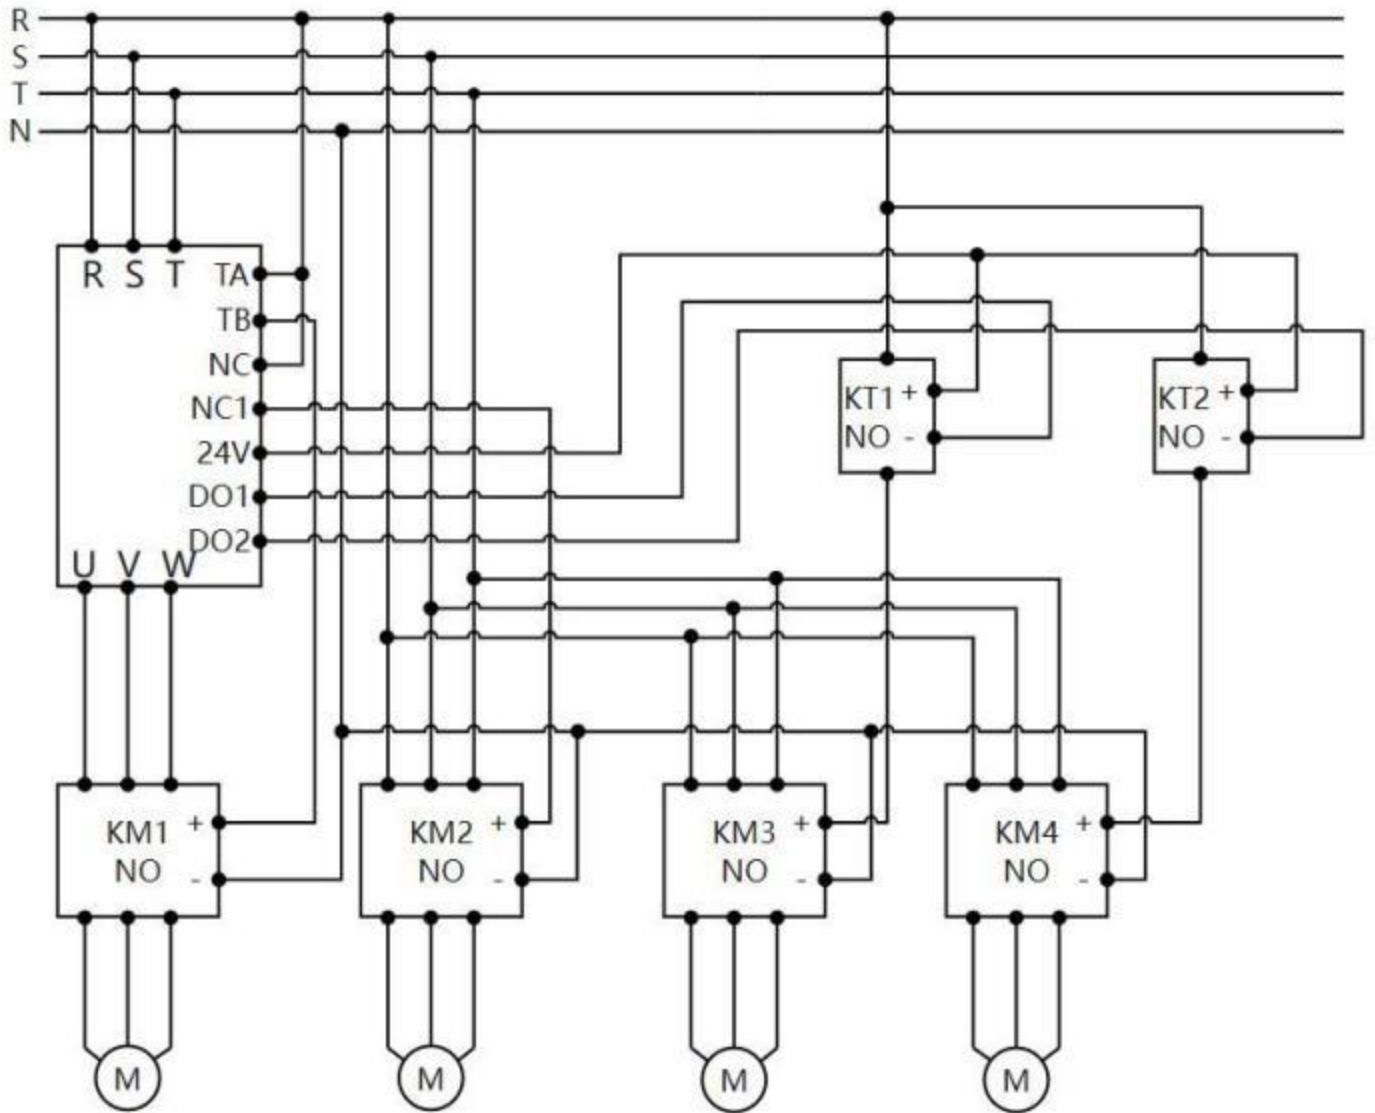 R
S
T
N
R S T TA
TB
NC
NC1
24V
DO1
DO2
U V W
KT1 +
NO -
KT2 +
NO -
KM1 +
NO -
KM2 +
NO -
KM3 +
NO -
KM4 +
NO -
M
M
M
M